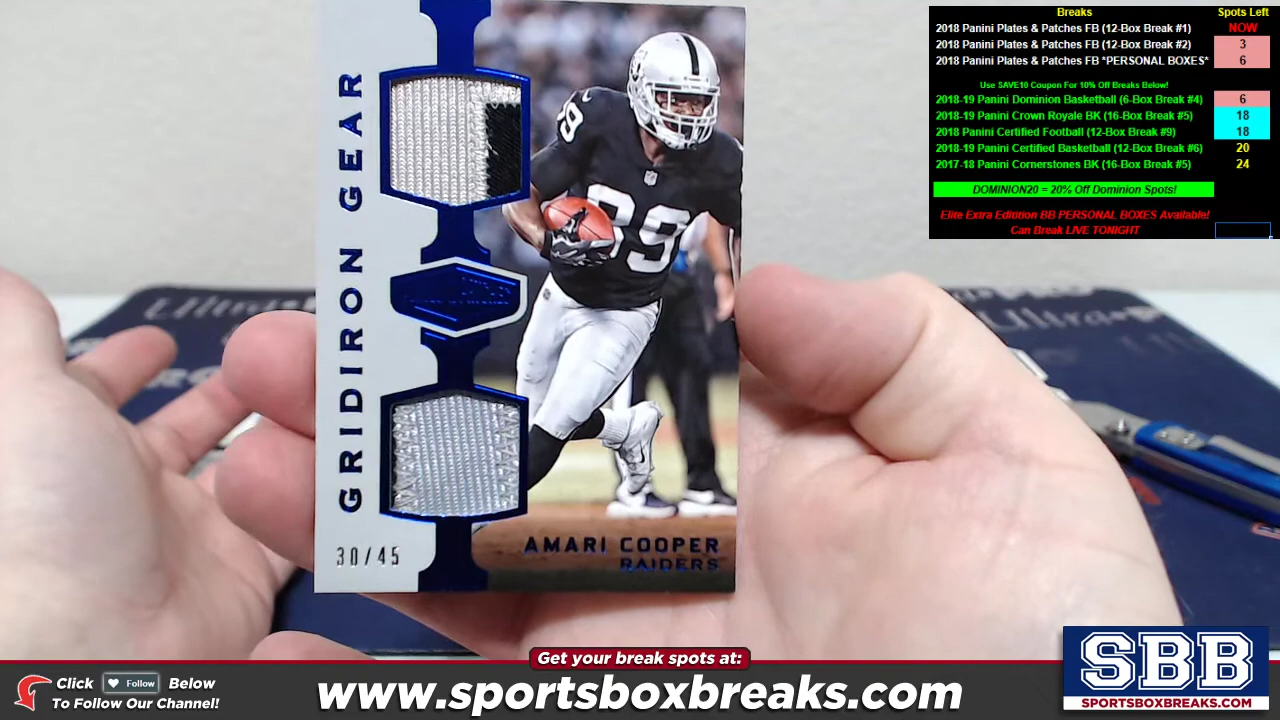 GRIDIRON GEAR
30/45
AMARI COOPER
RAIDERS
89
89
Breaks Spots Left
2018 Panini Plates & Patches FB (12-Box Break #1) NOW
2018 Panini Plates & Patches FB (12-Box Break #2) 3
2018 Panini Plates & Patches FB *PERSONAL BOXES* 6
Use SAVE10 Coupon For 10% Off Breaks Below!
2018-19 Panini Dominion Basketball (6-Box Break #4) 6
2018-19 Panini Crown Royale BK (16-Box Break #5) 18
2018 Panini Certified Football (12-Box Break #9) 18
2018-19 Panini Certified Basketball (12-Box Break #6) 20
2017-18 Panini Cornerstones BK (16-Box Break #5) 24
DOMINION20 = 20% Off Dominion Spots!
Elite Extra Edittion BB PERSONAL BOXES Available!
Can Break LIVE TONIGHT
Get your break spots at:
Click Follow Below
To Follow Our Channel!
www.sportsboxbreaks.com
SBB
SPORTSBOXBREAKS.COM